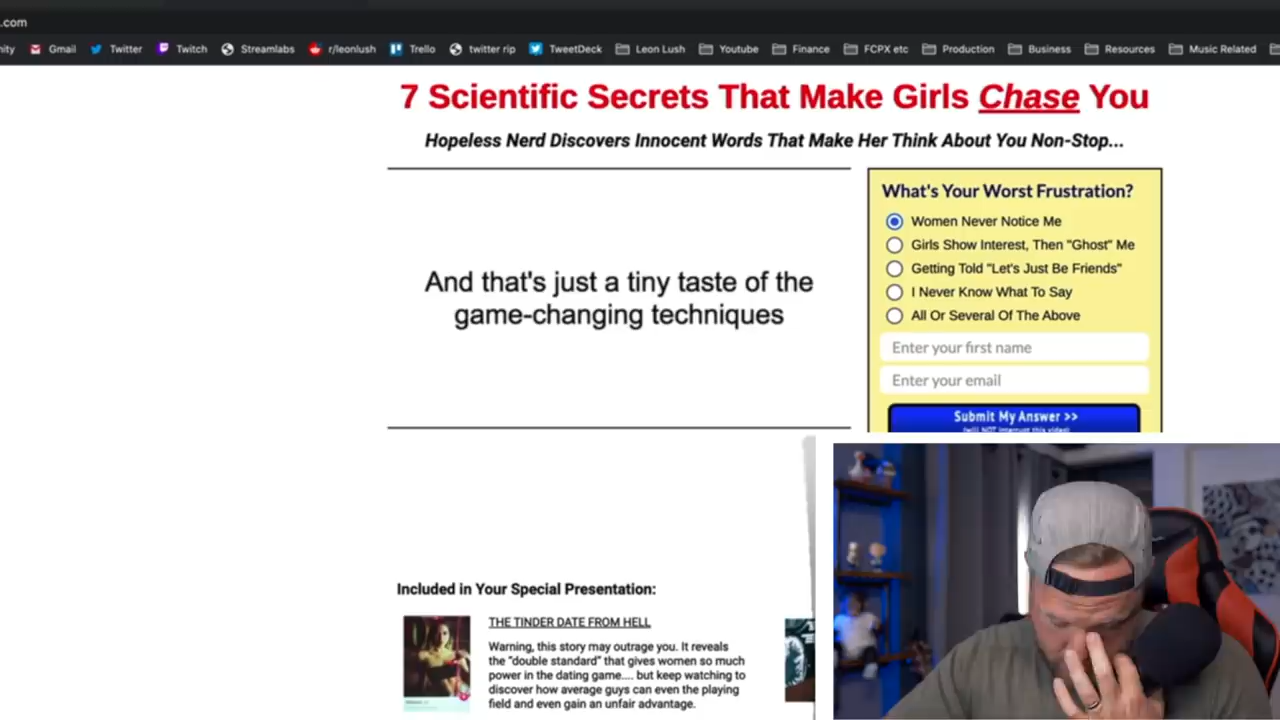 .com
nity Gmail Twitter Twitch Streamlabs r/leonlush Trello twitter rip TweetDeck Leon Lush Youtube Finance FCPX etc Production Business Resources Music Related
7 Scientific Secrets That Make Girls Chase You
Hopeless Nerd Discovers Innocent Words That Make Her Think About You Non-Stop...
And that's just a tiny taste of the
game-changing techniques
What's Your Worst Frustration?
Women Never Notice Me
Girls Show Interest, Then "Ghost" Me
Getting Told "Let's Just Be Friends"
I Never Know What To Say
All Or Several Of The Above
Enter your first name
Enter your email
Submit My Answer >>
(will NOT interrupt this video)
Included in Your Special Presentation:
THE TINDER DATE FROM HELL
Warning, this story may outrage you. It reveals
the “double standard” that gives women so much
power in the dating game.... but keep watching to
discover how average guys can even the playing
field and even gain an unfair advantage.